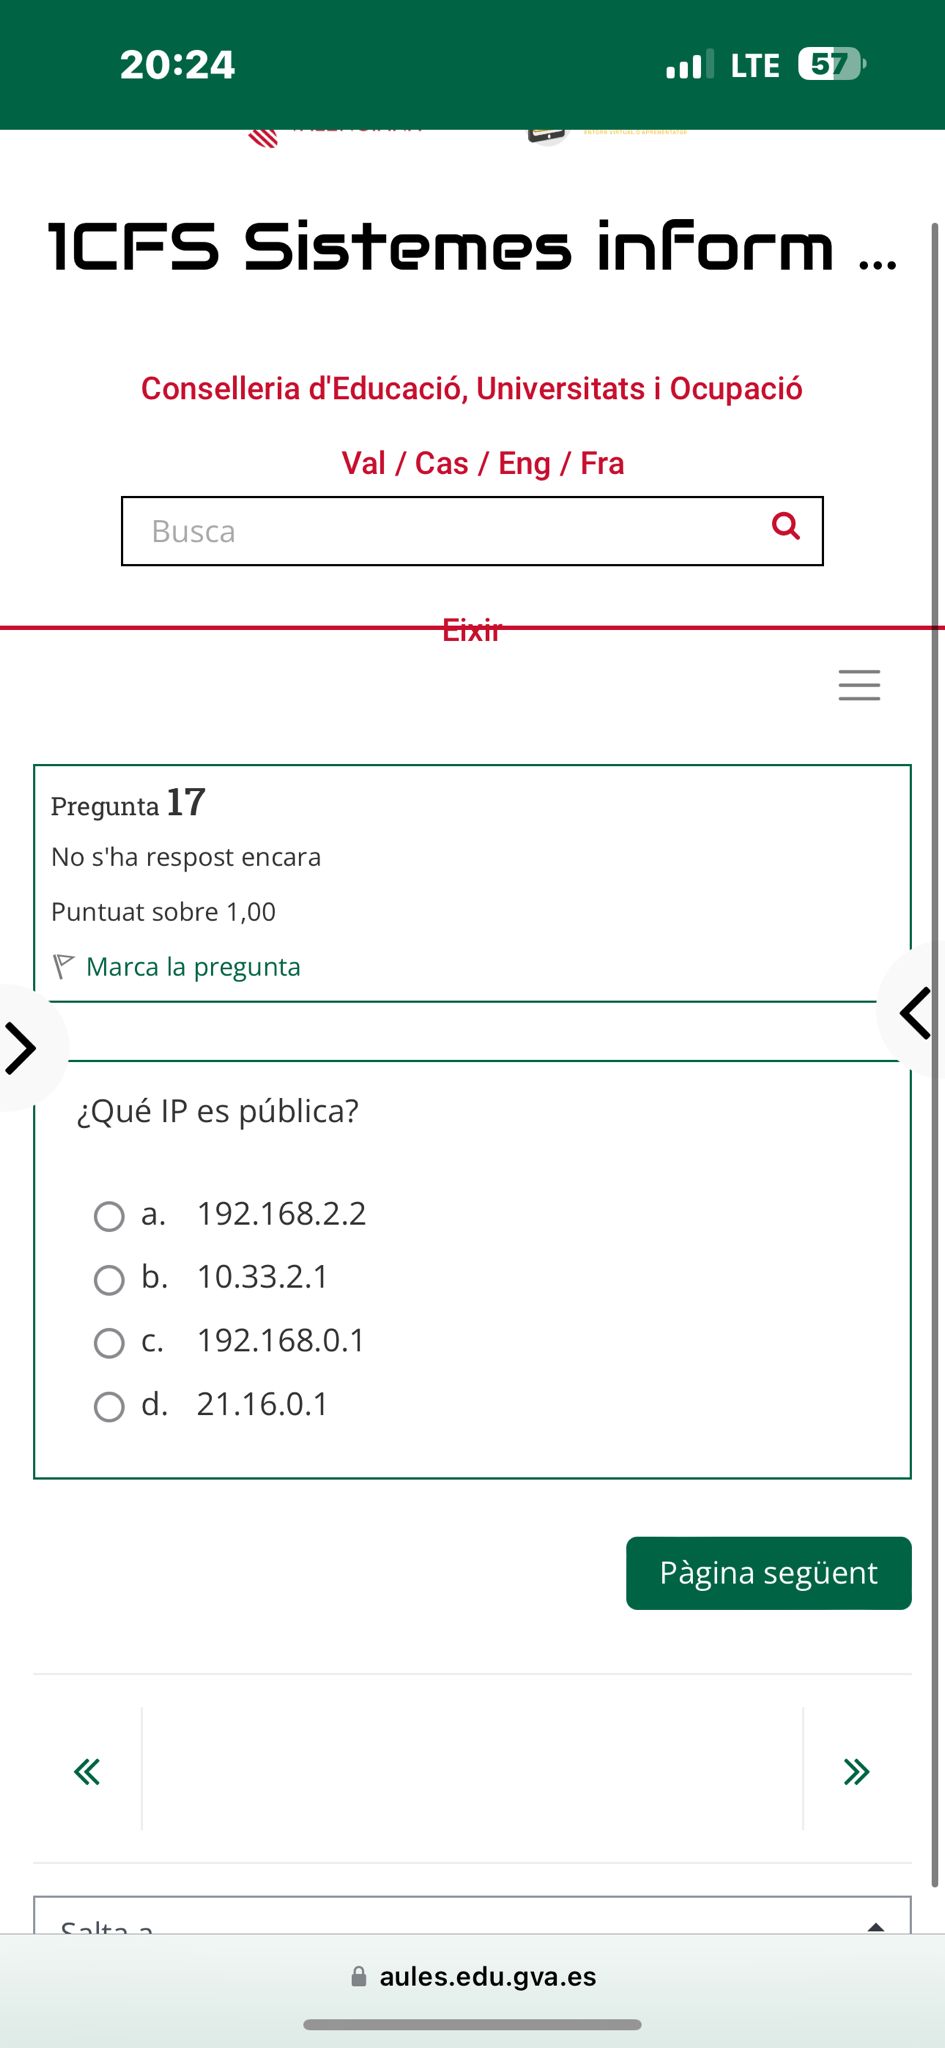 20:24
LTE 57
1CFS Sistemes inform ...
Conselleria d'Educació, Universitats i Ocupació
Val / Cas / Eng / Fra
Busca
Eixir
Pregunta 17
No s'ha respost encara
Puntuat sobre 1,00
Marca la pregunta
¿Qué IP es pública?
a. 192.168.2.2
b. 10.33.2.1
c. 192.168.0.1
d. 21.16.0.1
Pàgina següent
Salta a
aules.edu.gva.es